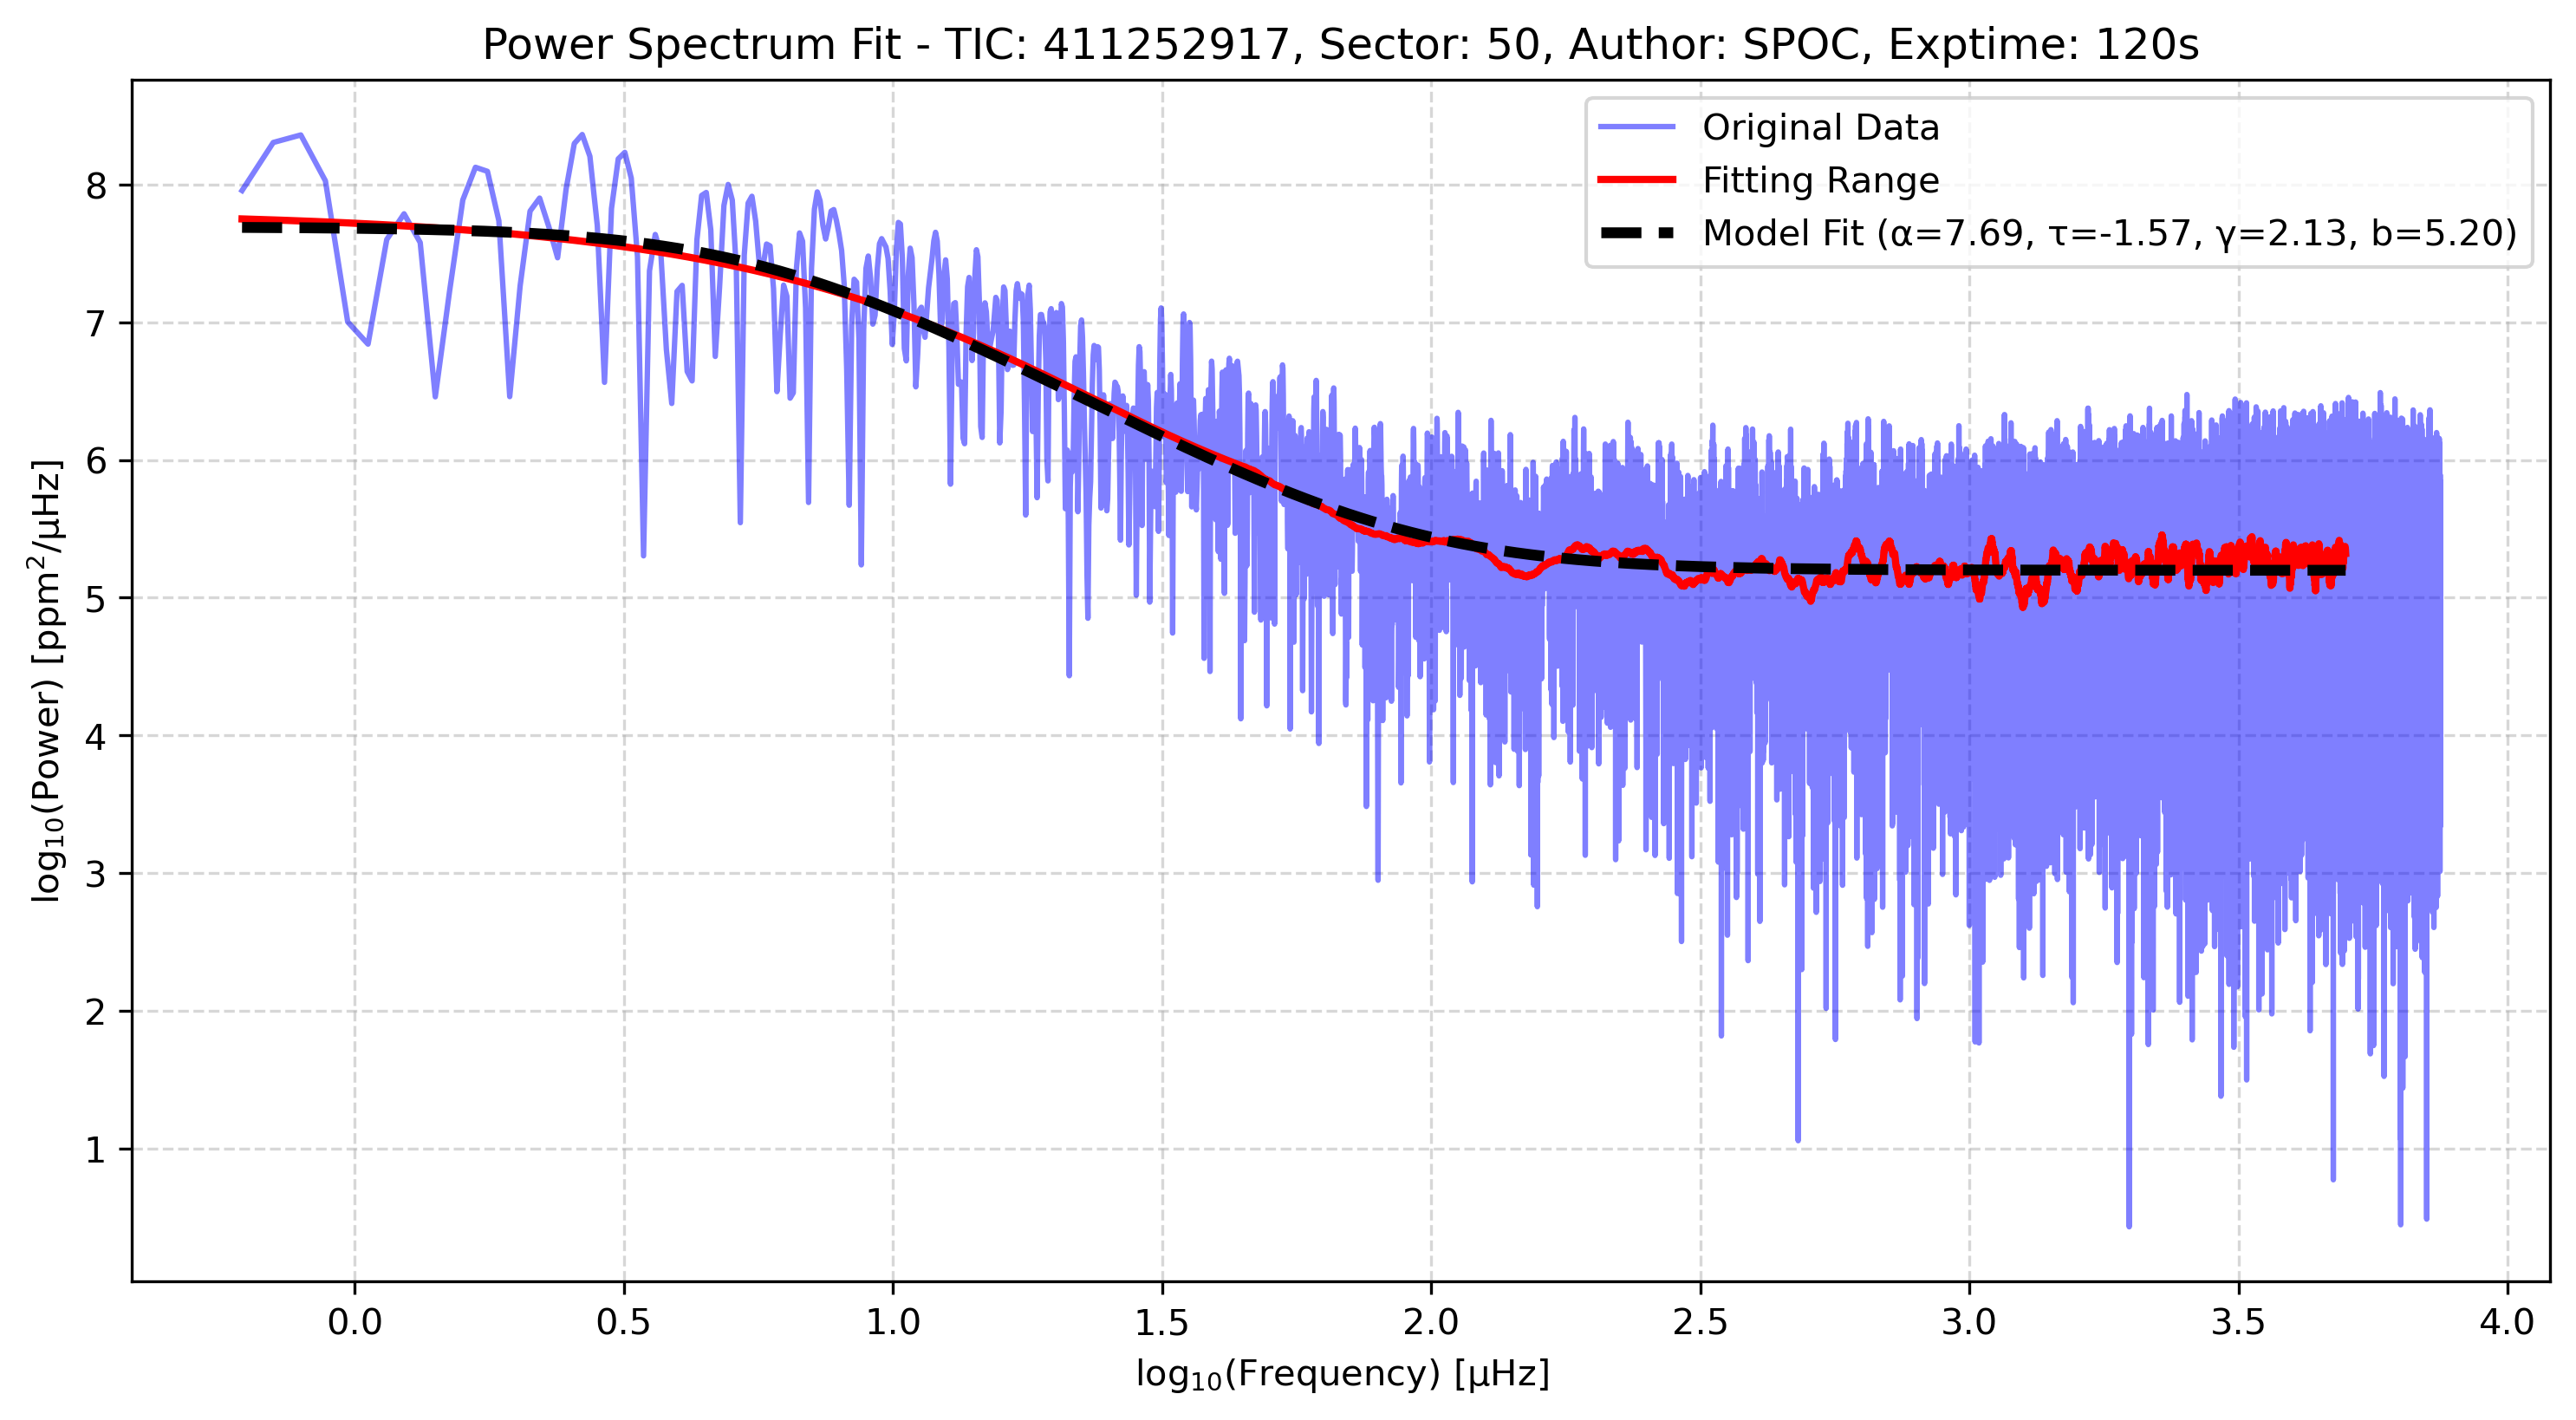 Power Spectrum Fit - TIC: 411252917, Sector: 50, Author: SPOC, Exptime: 120s
Original Data
Fitting Range
Model Fit (α=7.69, τ=-1.57, γ=2.13, b=5.20)
log₁₀(Power) [ppm²/μHz]
8
7
6
5
4
3
2
1
0.0 0.5 1.0 1.5 2.0 2.5 3.0 3.5 4.0
log₁₀(Frequency) [μHz]